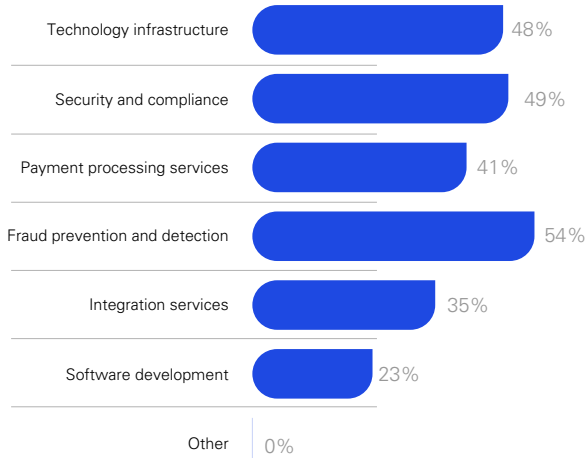 Technology infrastructure 48%
Security and compliance 49%
Payment processing services 41%
Fraud prevention and detection 54%
Integration services 35%
Software development 23%
Other 0%